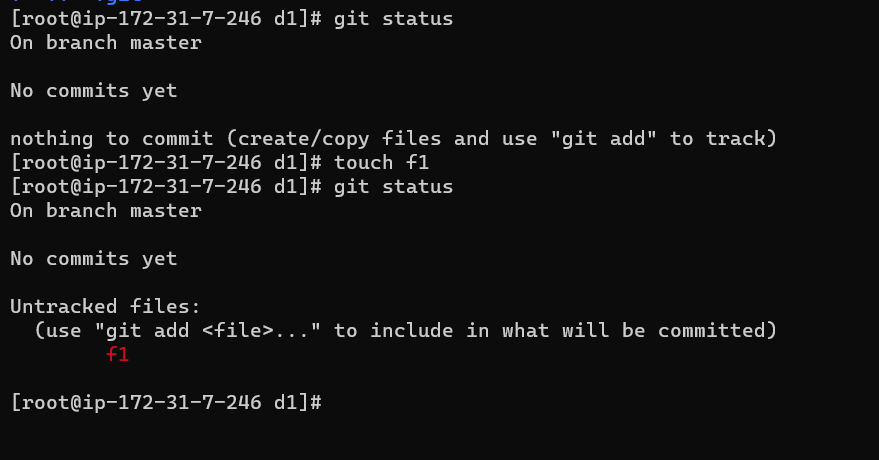 [root@ip-172-31-7-246 d1]# git status
On branch master
No commits yet
nothing to commit (create/copy files and use "git add" to track)
[root@ip-172-31-7-246 d1]# touch f1
[root@ip-172-31-7-246 d1]# git status
On branch master
No commits yet
Untracked files:
  (use "git add <file>..." to include in what will be committed)
        f1
[root@ip-172-31-7-246 d1]#